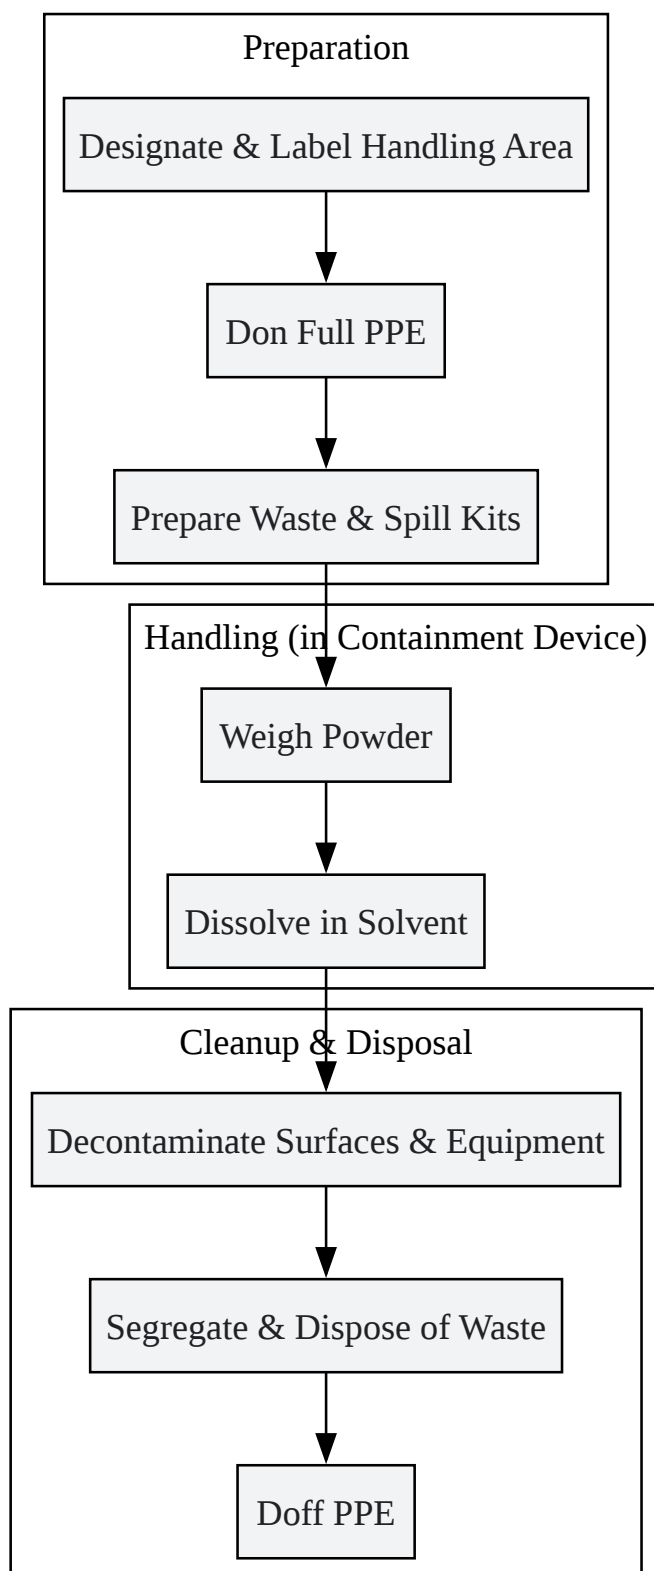 Preparation
Designate & Label Handling Area
Don Full PPE
Prepare Waste & Spill Kits
Handling (in Containment Device)
Weigh Powder
Dissolve in Solvent
Cleanup & Disposal
Decontaminate Surfaces & Equipment
Segregate & Dispose of Waste
Doff PPE